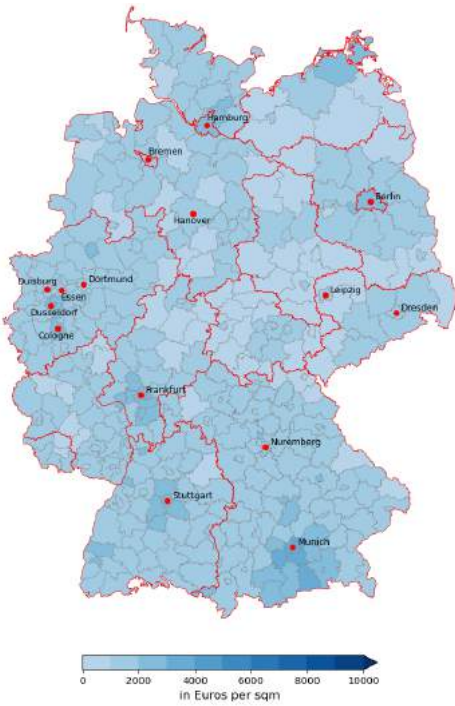 Hamburg
Bremen
Berlin
Hanover
Duisburg
Dortmund
Essen
Leipzig
Dusseldorf
Dresden
Cologne
Frankfurt
Nuremberg
Stuttgart
Munich
0 2000 4000 6000 8000 10000
in Euros per sqm